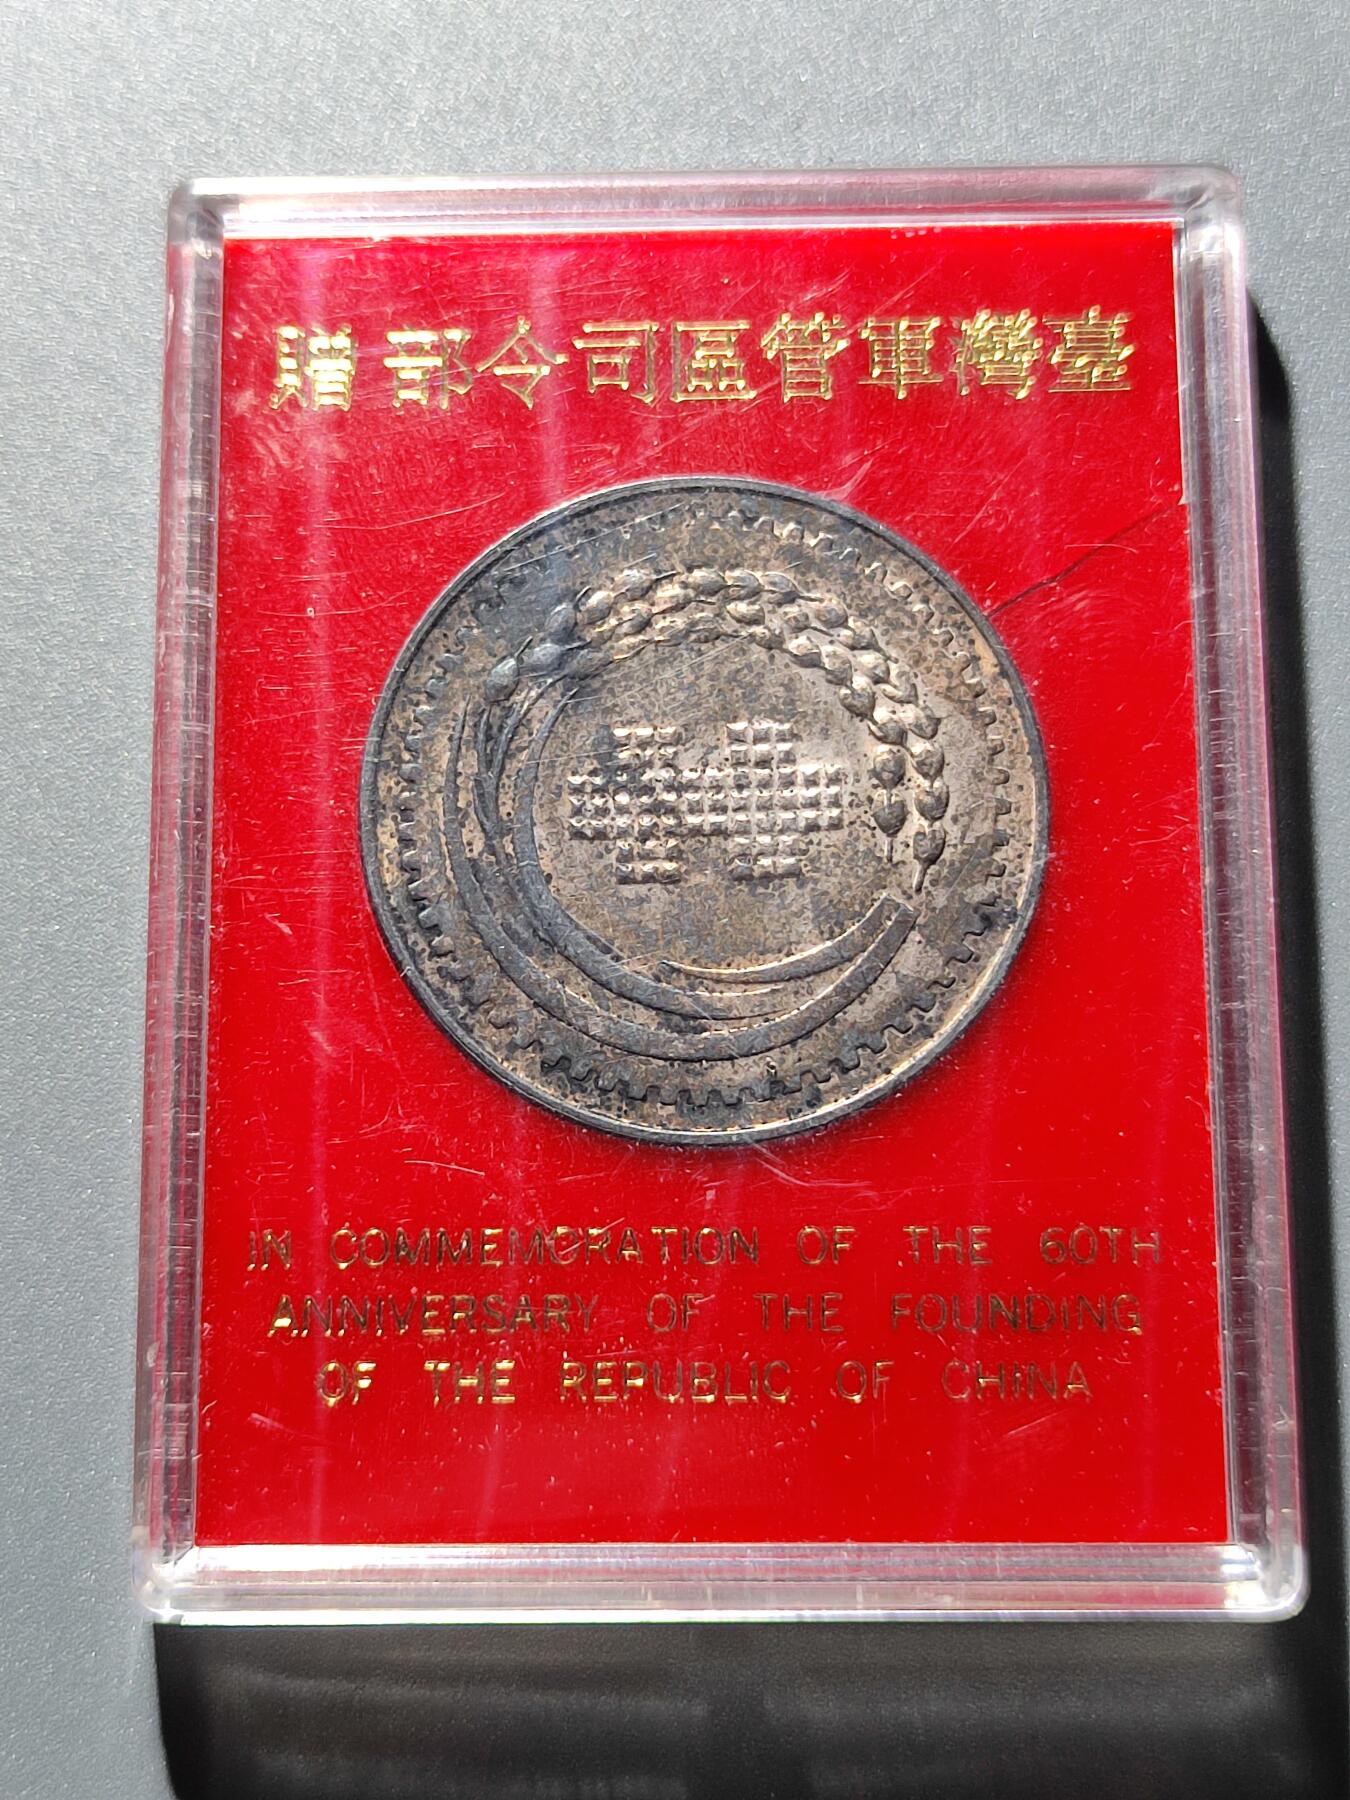 臺灣軍管區司令部 贈
IN COMMEMORATION OF THE 60TH
ANNIVERSARY OF THE FOUNDING
OF THE REPUBLIC OF CHINA